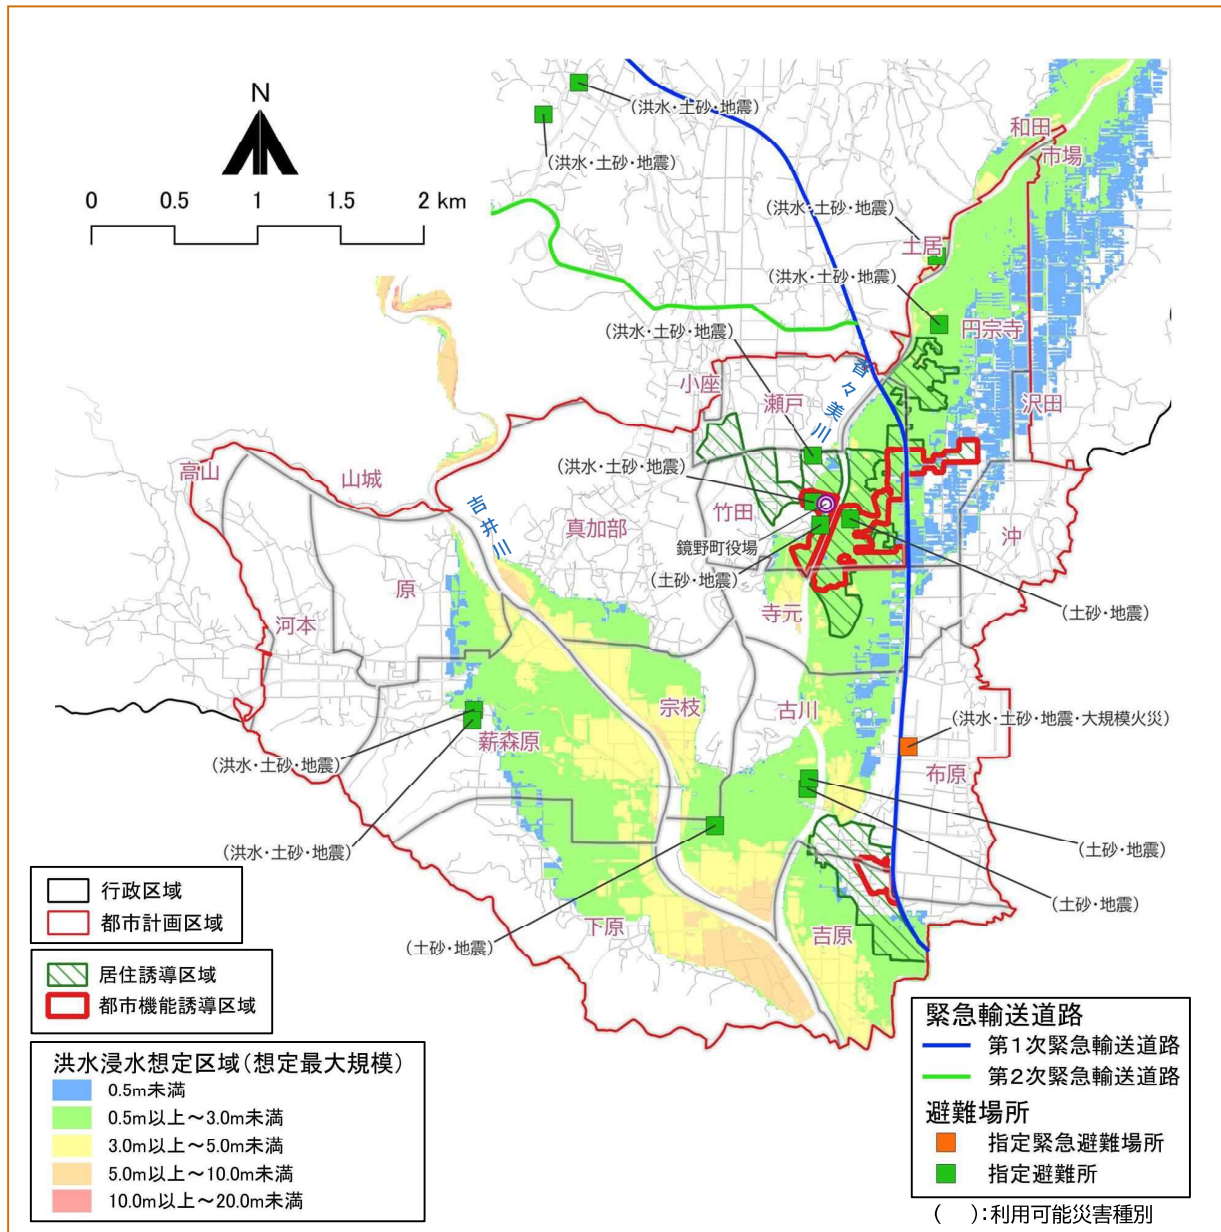 N
0 0.5 1 1.5 2 km
(洪水・土砂・地震)
(洪水・土砂・地震)
和田
市場
(洪水・土砂・地震)
土居
(洪水・土砂・地震)
円宗寺
(洪水・土砂・地震)
香々美川
小座
瀬戸
沢田
(洪水・土砂・地震)
高山
山城
吉井川
真加部
竹田
鏡野町役場
沖
(土砂・地震)
原
河本
寺元
(土砂・地震)
宗枝
古川
(洪水・土砂・地震・大規模火災)
薪森原
(洪水・土砂・地震)
布原
(洪水・土砂・地震)
(土砂・地震)
(土砂・地震)
(土砂・地震)
下原
吉原
行政区域
都市計画区域
居住誘導区域
都市機能誘導区域
洪水浸水想定区域(想定最大規模)
0.5m未満
0.5m以上~3.0m未満
3.0m以上~5.0m未満
5.0m以上~10.0m未満
10.0m以上~20.0m未満
緊急輸送道路
第1次緊急輸送道路
第2次緊急輸送道路
避難場所
指定緊急避難場所
指定避難所
( ):利用可能災害種別